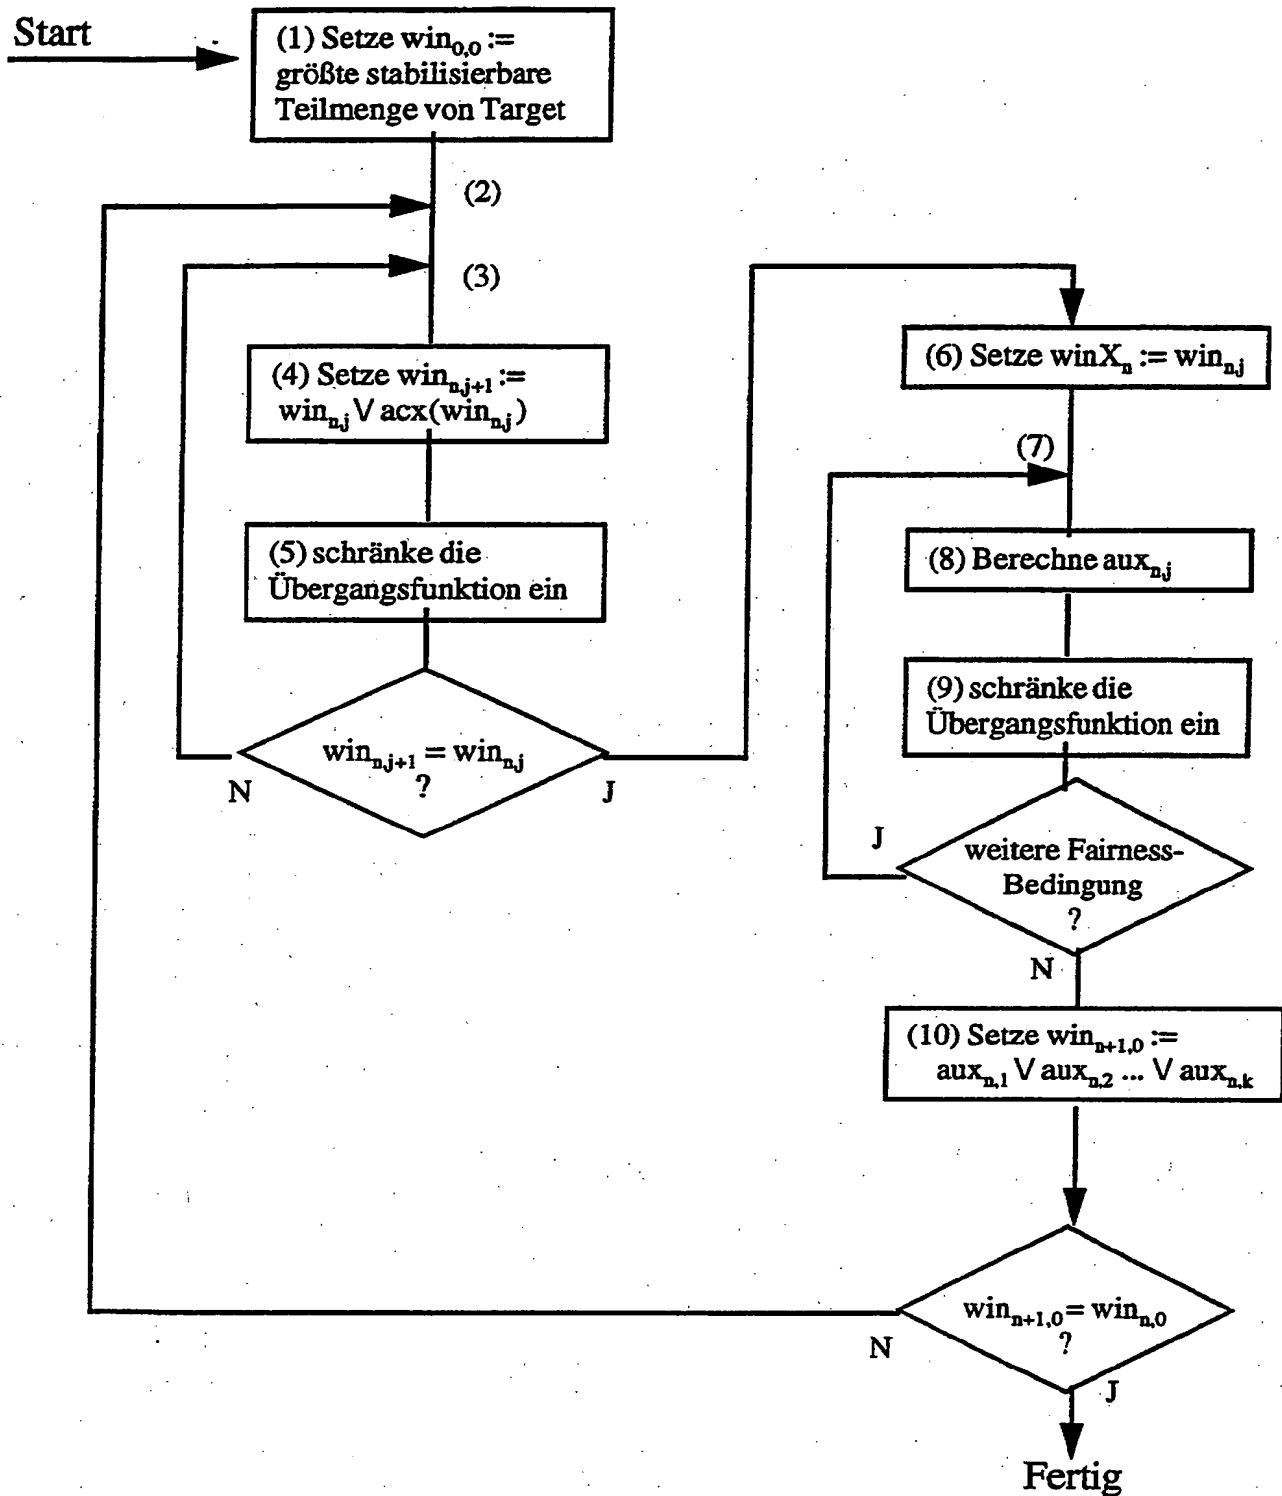 Start
(1) Setze win0,0 :=
größte stabilisierbare
Teilmenge von Target
(2)
(3)
(4) Setze winn,j+1 :=
winn,j V acx(winn,j)
(5) schränke die
Übergangsfunktion ein
winn,j+1 = winn,j
?
N
J
(6) Setze winXn := winn,j
(7)
(8) Berechne auxn,j
(9) schränke die
Übergangsfunktion ein
J
weitere Fairness-
Bedingung
?
N
(10) Setze winn+1,0 :=
auxn,1 V auxn,2 ... V auxn,k
winn+1,0 = winn,0
?
N
J
Fertig